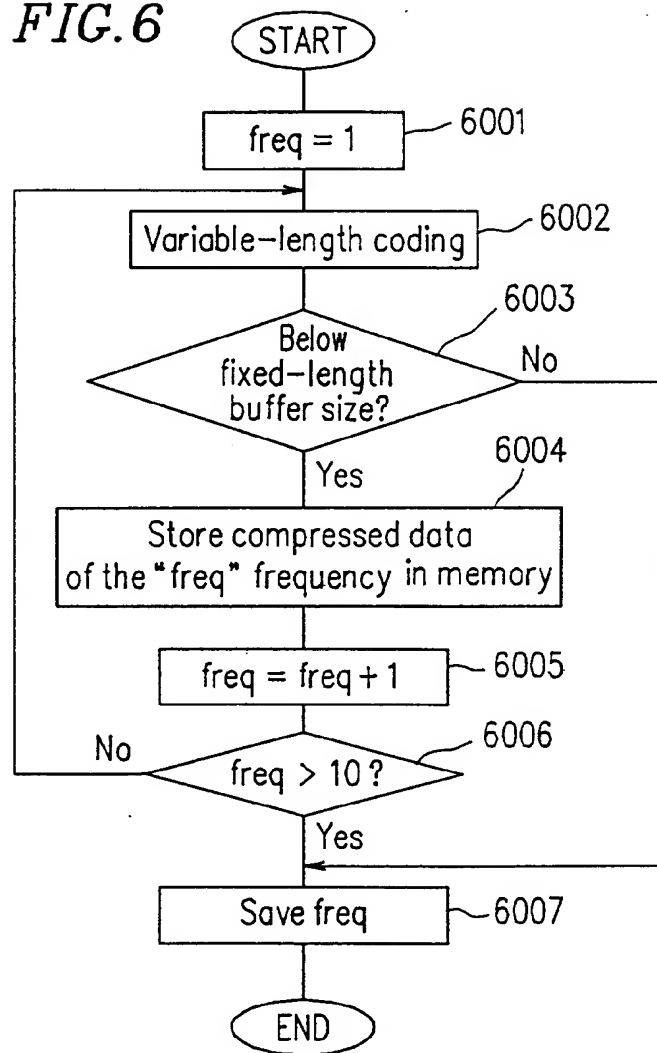 FIG.6
START
freq = 1
6001
Variable-length coding
6002
Below
fixed-length
buffer size?
6003
No
Yes
6004
Store compressed data
of the "freq" frequency in memory
freq = freq + 1
6005
No
freq > 10 ?
6006
Yes
Save freq
6007
END